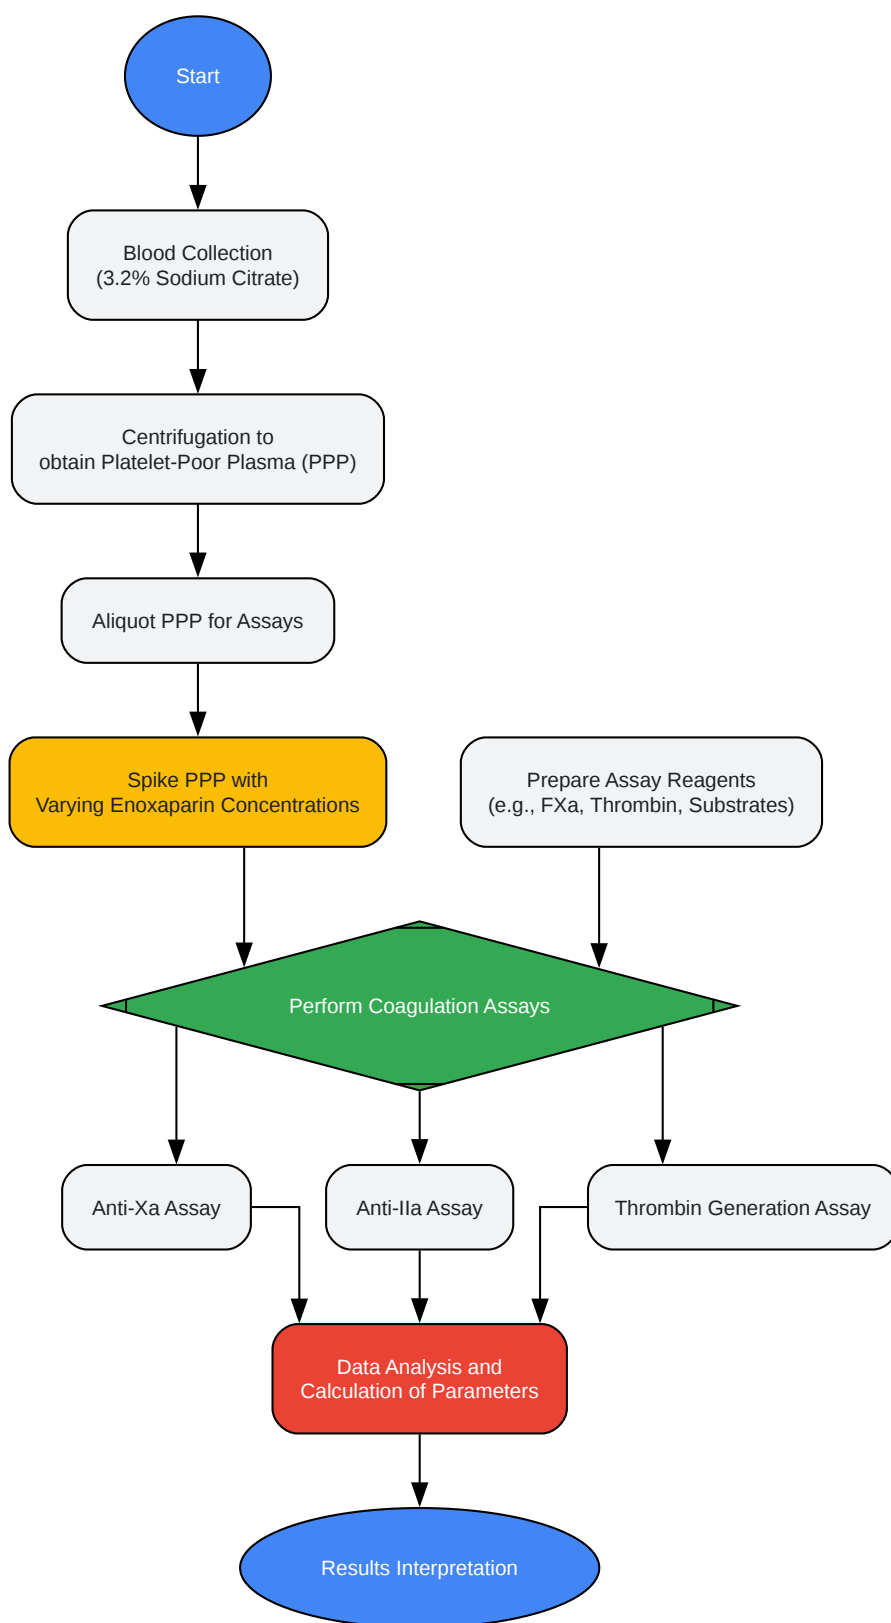 Start
Blood Collection
(3.2% Sodium Citrate)
Centrifugation to
obtain Platelet-Poor Plasma (PPP)
Aliquot PPP for Assays
Spike PPP with
Varying Enoxaparin Concentrations
Prepare Assay Reagents
(e.g., FXa, Thrombin, Substrates)
Perform Coagulation Assays
Anti-Xa Assay
Anti-IIa Assay
Thrombin Generation Assay
Data Analysis and
Calculation of Parameters
Results Interpretation